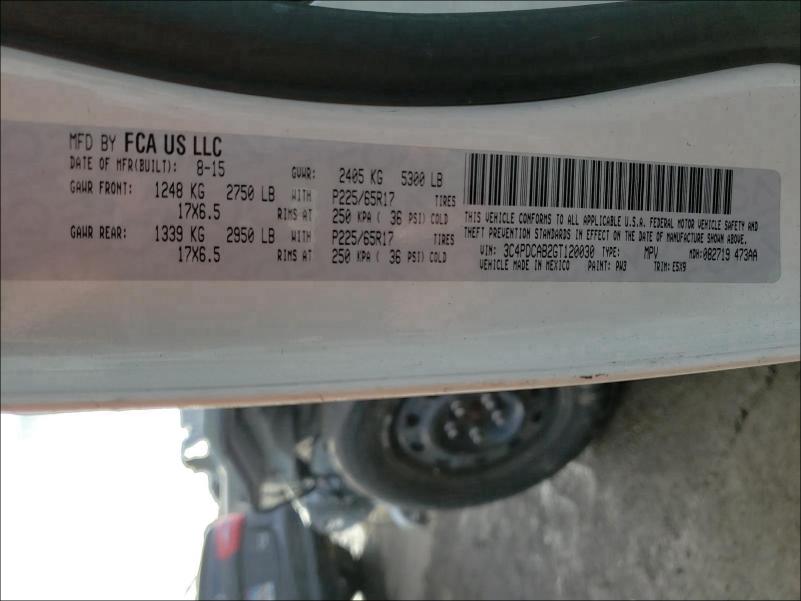 MFD BY FCA US LLC
DATE OF MFR(BUILT): 8-15 GVWR: 2405 KG 5300 LB
GAWR FRONT: 1248 KG 2750 LB WITH P225/65R17 TIRES
17X6.5 RIMS AT 250 KPA ( 36 PSI) COLD
GAWR REAR: 1339 KG 2950 LB WITH P225/65R17 TIRES
17X6.5 RIMS AT 250 KPA ( 36 PSI) COLD
THIS VEHICLE CONFORMS TO ALL APPLICABLE U.S.A. FEDERAL MOTOR VEHICLE SAFETY AND
THEFT PREVENTION STANDARDS IN EFFECT ON THE DATE OF MANUFACTURE SHOWN ABOVE.
VIN: 3C4PDCAB2GT120030 TYPE: MPV MDH: 082719 473AA
VEHICLE MADE IN MEXICO PAINT: PW3 TRIM: E5X9